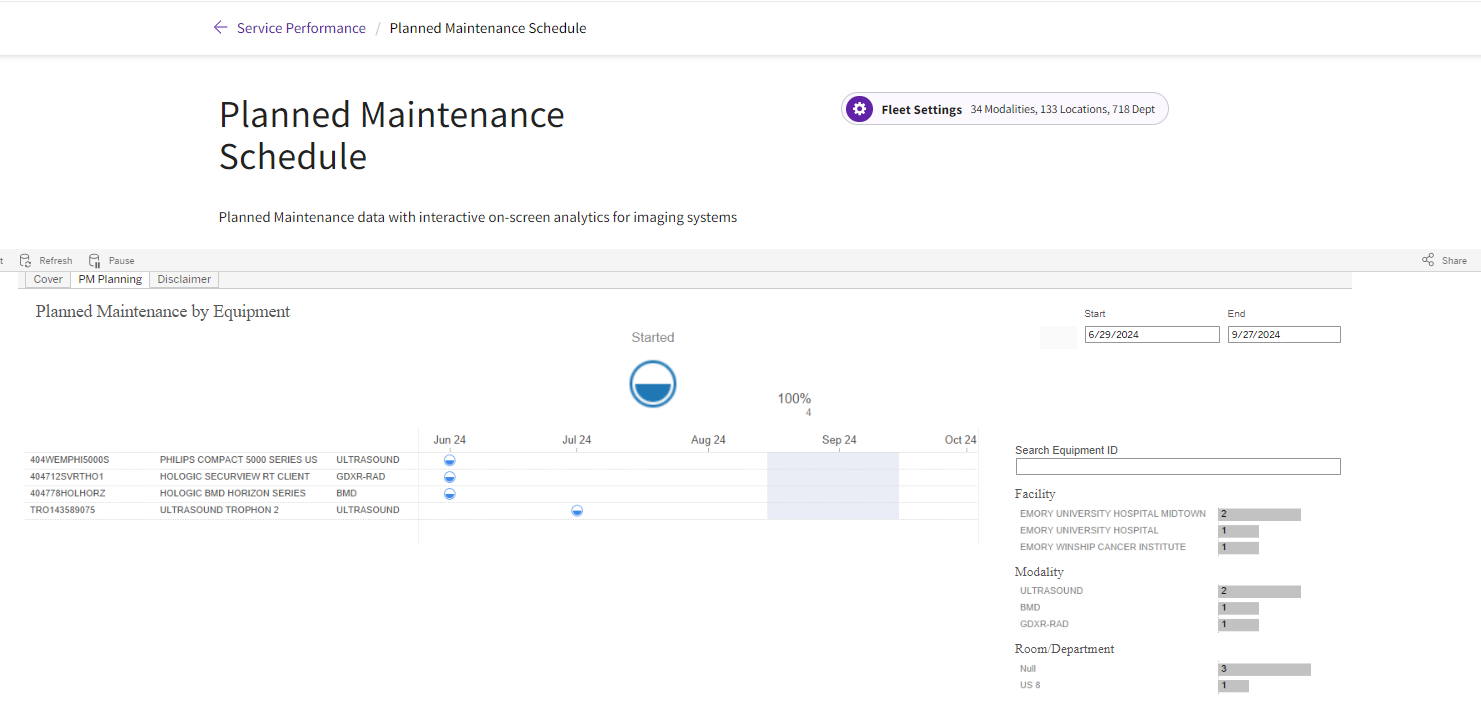 Service Performance / Planned Maintenance Schedule
Planned Maintenance
Schedule
Fleet Settings 34 Modalities, 133 Locations, 718 Dept
Planned Maintenance data with interactive on-screen analytics for imaging systems
t Refresh Pause Share
Cover PM Planning Disclaimer
Planned Maintenance by Equipment
Start End
6/29/2024 9/27/2024
Started
100%
4
Jun 24 Jul 24 Aug 24 Sep 24 Oct 24
404WEMPHI5000S PHILIPS COMPACT 5000 SERIES US ULTRASOUND
404712SVRTHO1 HOLOGIC SECURVIEW RT CLIENT GDXR-RAD
404778HOLHORZ HOLOGIC BMD HORIZON SERIES BMD
TRO143589075 ULTRASOUND TROPHON 2 ULTRASOUND
Search Equipment ID
Facility
EMORY UNIVERSITY HOSPITAL MIDTOWN 2
EMORY UNIVERSITY HOSPITAL 1
EMORY WINSHIP CANCER INSTITUTE 1
Modality
ULTRASOUND 2
BMD 1
GDXR-RAD 1
Room/Department
Null 3
US 8 1